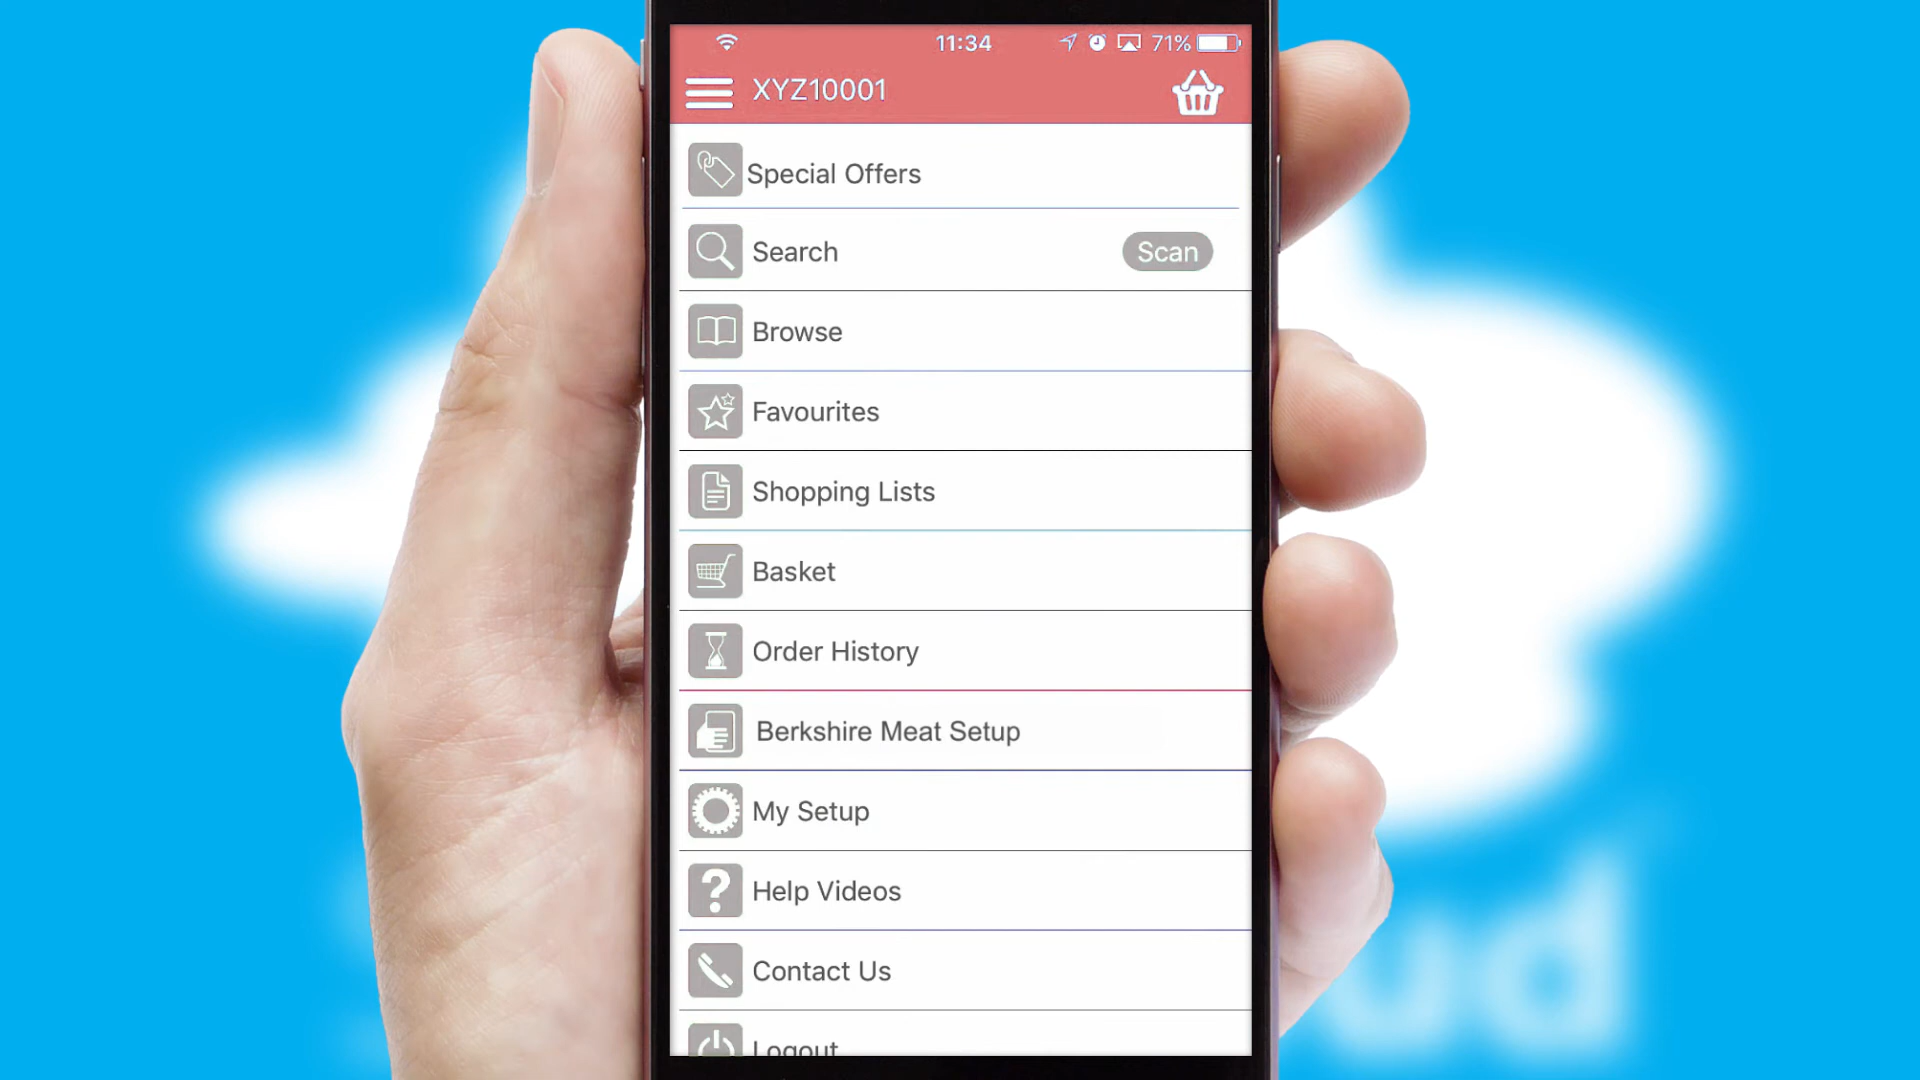 11:34 71%
XYZ10001
Special Offers
Search Scan
Browse
Favourites
Shopping Lists
Basket
Order History
Berkshire Meat Setup
My Setup
Help Videos
Contact Us
Logout
ud